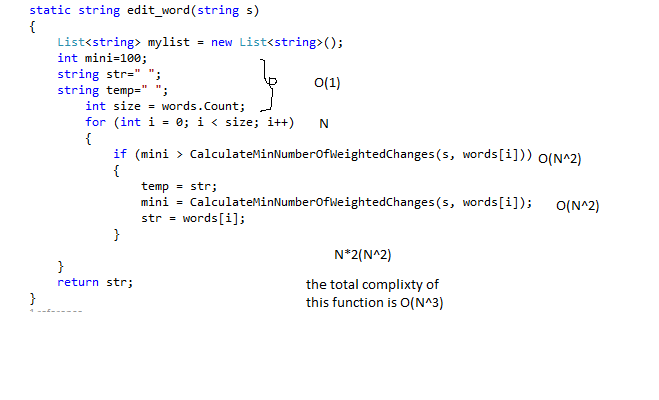 static string edit_word(string s)
{
List<string> mylist = new List<string>();
int mini=100;
string str=" ";
string temp=" ";
O(1)
int size = words.Count;
for (int i = 0; i < size; i++) N
{
if (mini > CalculateMinNumberOfWeightedChanges(s, words[i])) O(N^2)
{
temp = str;
mini = CalculateMinNumberOfWeightedChanges(s, words[i]); O(N^2)
str = words[i];
}
N*2(N^2)
}
return str;
the total complixty of
this function is O(N^3)
}